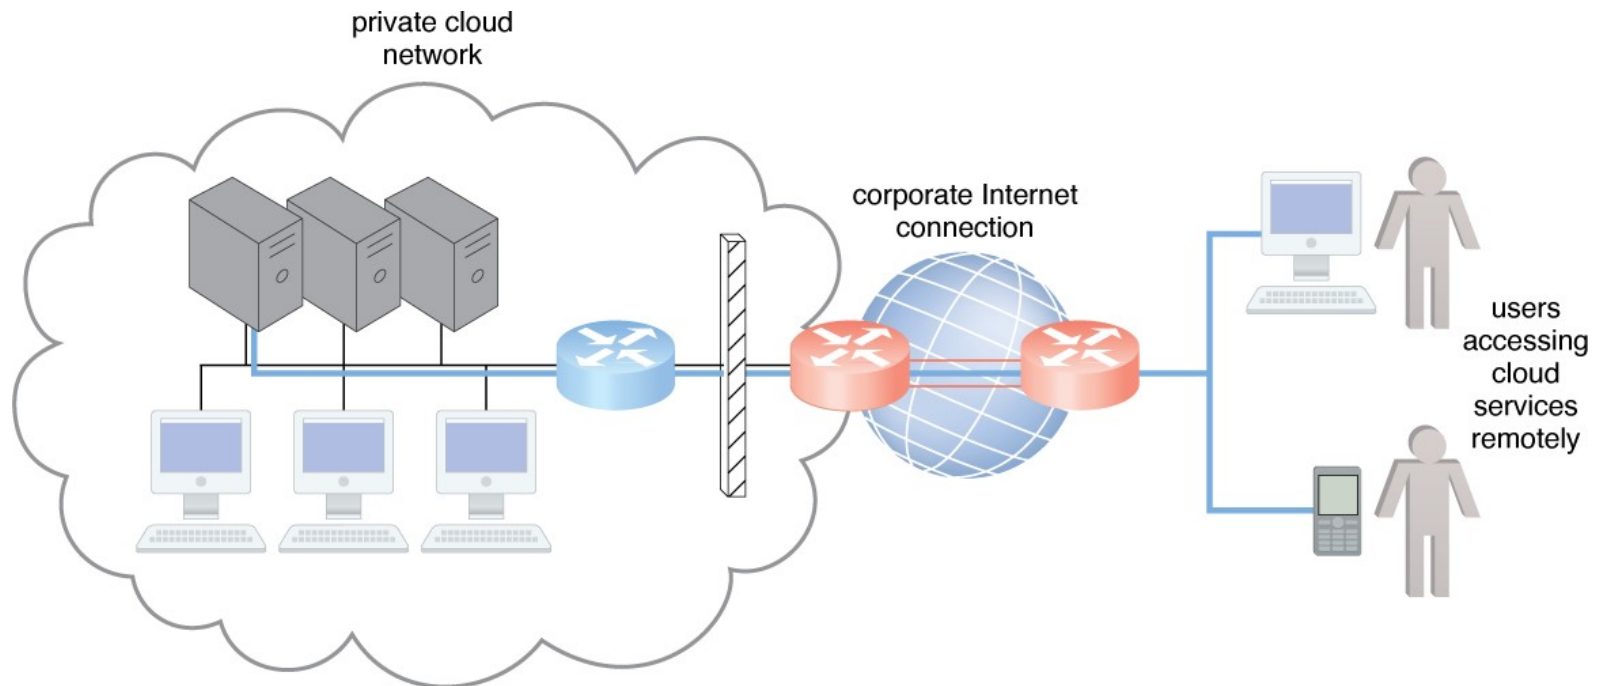 private cloud
network
corporate Internet
connection
users
accessing
cloud
services
remotely